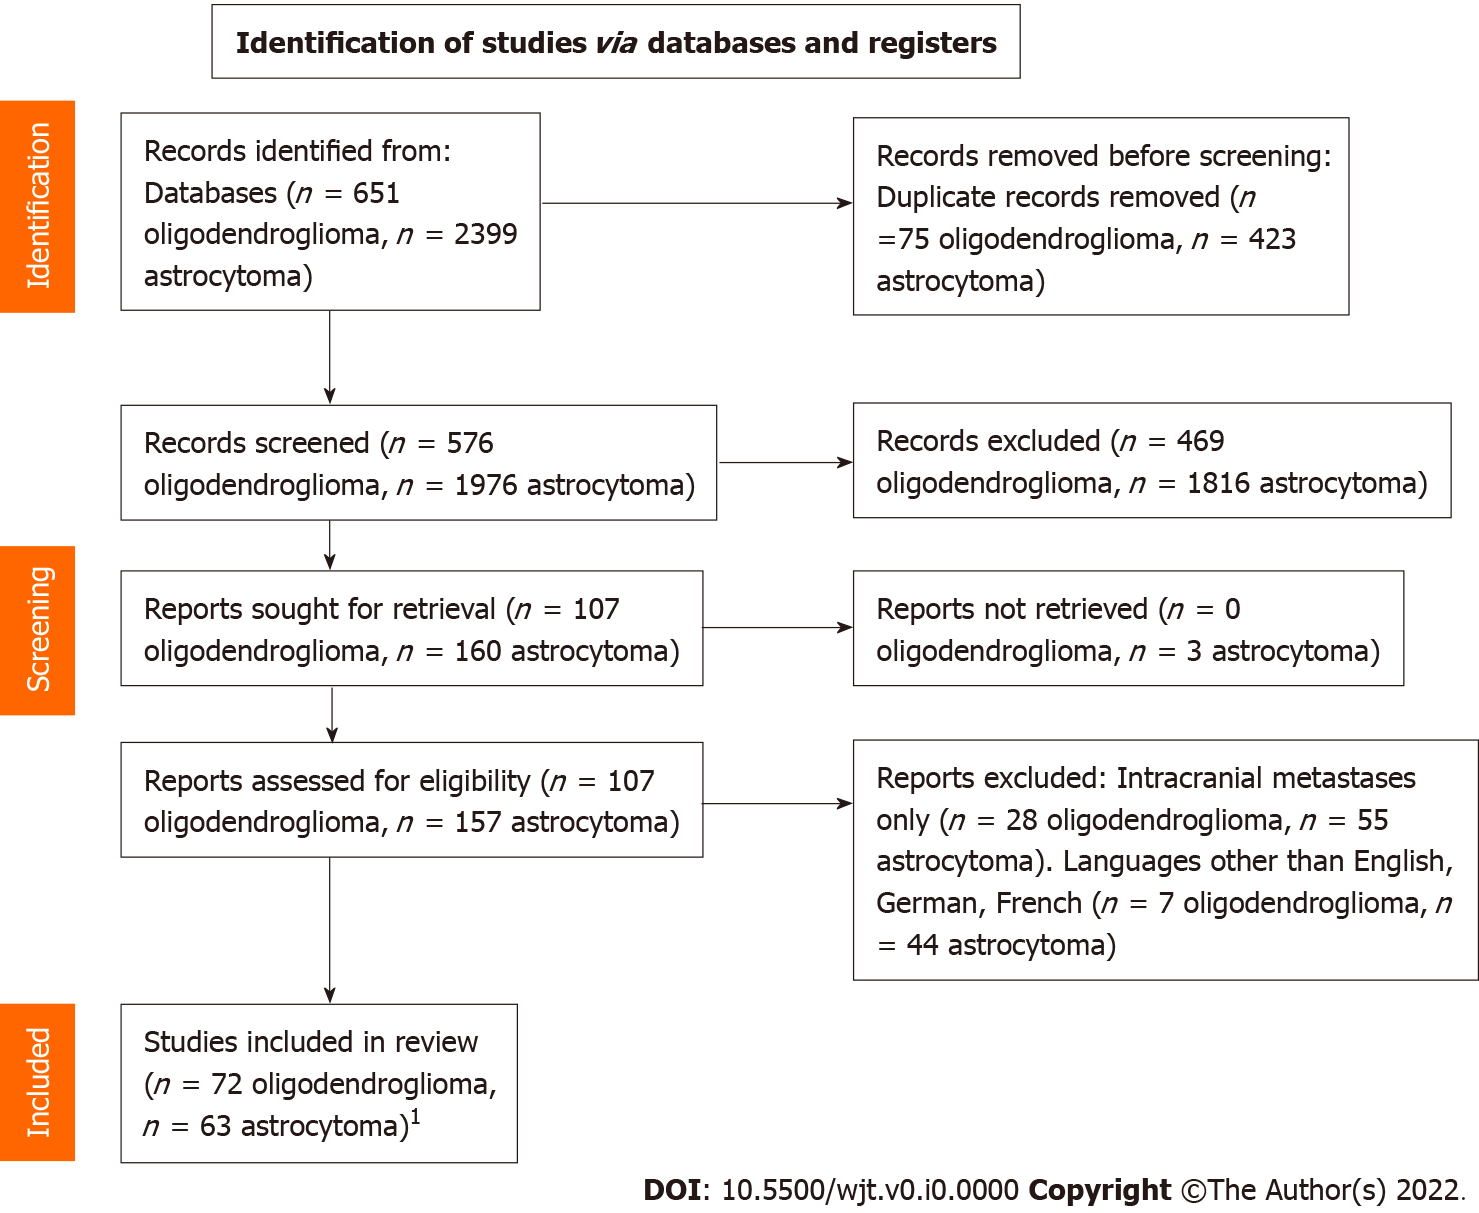 Identification of studies via databases and registers
Identification
Records identified from:
Databases (n = 651
oligodendroglioma, n = 2399
astrocytoma)
Records removed before screening:
Duplicate records removed (n
=75 oligodendroglioma, n = 423
astrocytoma)
Records screened (n = 576
oligodendroglioma, n = 1976 astrocytoma)
Records excluded (n = 469
oligodendroglioma, n = 1816 astrocytoma)
Screening
Reports sought for retrieval (n = 107
oligodendroglioma, n = 160 astrocytoma)
Reports not retrieved (n = 0
oligodendroglioma, n = 3 astrocytoma)
Reports assessed for eligibility (n = 107
oligodendroglioma, n = 157 astrocytoma)
Reports excluded: Intracranial metastases
only (n = 28 oligodendroglioma, n = 55
astrocytoma). Languages other than English,
German, French (n = 7 oligodendroglioma, n
= 44 astrocytoma)
Included
Studies included in review
(n = 72 oligodendroglioma,
n = 63 astrocytoma)¹
DOI: 10.5500/wjt.v0.i0.0000 Copyright ©The Author(s) 2022.